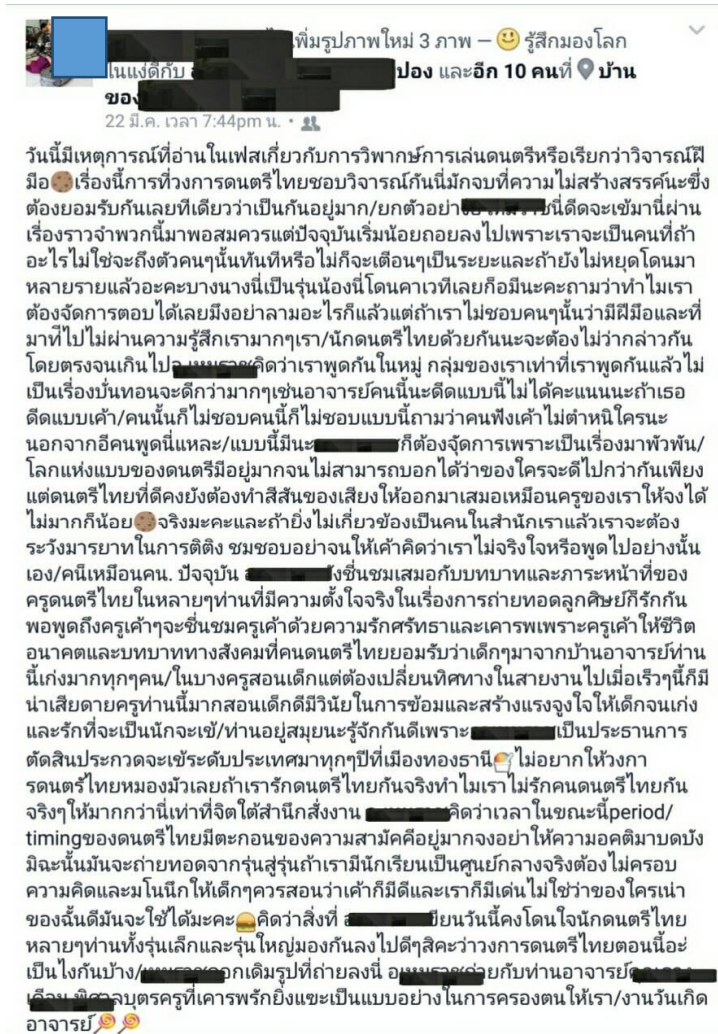 เพิ่มรูปภาพใหม่ 3 ภาพ — รู้สึกมองโลก
ในแง่ดีกับ ปอง และอีก 10 คนที่ บ้าน
ของ
22 มี.ค. เวลา 7:44pm น. ·
วันนี้มีเหตุการณ์ที่อ่านในเฟสเกี่ยวกับการวิพากษ์การเล่นดนตรีหรือเรียกว่าวิจารณ์ฝี
มือ🍪เรื่องนี้การที่วงการดนตรีไทยชอบวิจารณ์กันนี่มักจบที่ความไม่สร้างสรรค์นะซึ่ง
ต้องยอมรับกันเลยทีเดียวว่าเป็นกันอยู่มาก/ยกตัวอย่าง นี่ดีดจะเข้มานี่ผ่าน
เรื่องราวจำพวกนี้มาพอสมควรแต่ปัจจุบันเริ่มน้อยถอยลงไปเพราะเราจะเป็นคนที่ถ้า
อะไรไม่ใช่จะถึงตัวคนๆนั้นทันทีหรือไม่ก็จะเตือนๆเป็นระยะและถ้ายังไม่หยุดโดนมา
หลายรายแล้วอะคะบางนางนี่เป็นรุ่นน้องนี่โดนคาเวทีเลยก็อมีนะคะถามว่าทำไมเรา
ต้องจัดการตอบได้เลยมึงอย่าลามอะไรก็แล้วแต่ถ้าเราไม่ชอบคนๆนั้นว่ามีฝีมือและที่
มาที่ไปไม่ผ่านความรู้สึกเรามากๆเรา/นักดนตรีไทยด้วยกันนะจะต้องไม่ว่ากล่าวกัน
โดยตรงจนเกินไป คิดว่าเราพูดกันในหมู่ กลุ่มของเราเท่าที่เราพูดกันแล้วไม่
เป็นเรื่องบั่นทอนจะดีกว่ามากๆเช่นอาจารย์คนนี้นะดีดแบบนี้ไม่ได้คะแนนนะถ้าเธอ
ดีดแบบเค้า/คนนั้นก็ไม่ชอบคนนี้ก็ไม่ชอบแบบนี้ถามว่าคนฟังเค้าไม่ตำหนิใครนะ
นอกจากอีคนพูดนี่แหละ/แบบนี้มีนะ ก็ต้องจุ้ดการเพราะเป็นเรื่องมาพัวพัน/
โลกแห่งแบบของดนตรีมีอยู่มากจนไม่สามารถบอกได้ว่าของใครจะดีไปกว่ากันเพียง
แต่ดนตรีไทยที่ดีคงยังต้องทำสีสันของเสียงให้ออกมาเสมอเหมือนครูของเราให้จงได้
ไม่มากก็น้อย🍪จริงมะคะและถ้ายิ่งไม่เกี่ยวข้องเป็นคนในสำนักเราแล้วเราจะต้อง
ระวังมารยาทในการติติง ชมชอบอย่าจนให้เค้าคิดว่าเราไม่จริงใจหรือพูดไปอย่างนั้น
เอง/คน็เหมือนคน. ปัจจุบัน ยังชื่นชมเสมอกับบทบาทและภาระหน้าที่ของ
ครูดนตรีไทยในหลายๆท่านที่มีความตั้งใจจริงในเรื่องการถ่ายทอดลูกศิษย์ก็รักกัน
พอพูดถึงครูเค้าๆจะชื่นชมครูเค้าด้วยความรักศรัทธาและเคารพเพราะครูเค้าให้ชีวิต
อนาคตและบทบาททางสังคมที่คนดนตรีไทยยอมรับว่าเด็กๆมาจากบ้านอาจารย์ท่าน
นี้เก่งมากทุกๆคน/ในบางครูสอนเด็กแต่ต้องเปลี่ยนทิศทางในสายงานไปเมื่อเร็วๆนี้ก็มี
น่าเสียดายครูท่านนี้มากสอนเด็กดีมีวินัยในการซ้อมและสร้างแรงจูงใจให้เด็กจนเก่ง
และรักที่จะเป็นนักจะเข้/ท่านอยู่สมุยนะรู้จักกันดีเพราะ เป็นประธานการ
ตัดสินประกวดจะเข้ระดับประเทศมาทุกๆปีที่เมืองทองธานี🍧ไม่อยากให้วงกา
รดนตรีไทยหมองมัวเลยถ้าเรารักดนตรีไทยกันจริงทำไมเราไม่รักคนดนตรีไทยกัน
จริงๆให้มากกว่านี้เท่าที่จิตใต้สำนึกสั่งงาน คิดว่าเวลาในขณะนี้period/
timingของดนตรีไทยมีตะกอนของความสามัคคีอยู่มากจงอย่าให้ความอคติมาบดบัง
มิฉะนั้นมันจะถ่ายทอดจากรุ่นสู่รุ่นถ้าเรามีนักเรียนเป็นศูนย์กลางจริงต้องไม่ครอบ
ความคิดและมโนนึกให้เด็กๆควรสอนว่าเค้าก็มีดีและเราก็มีเด่นไม่ใช่ว่าของใครเน่า
ของฉันดีมันจะใช้ได้มะคะ🍔คิดว่าสิ่งที่ เขียนวันนี้คงโดนใจนักดนตรีไทย
หลายๆท่านทั้งรุ่นเล็กและรุ่นใหญ่มองกันลงไปดีๆสิคะว่าวงการดนตรีไทยตอนนี้อะ่
เป็นไงกันบ้าง/ ออกเดิมรูปที่ถ่ายลงนี่ ถ่ายกับท่านอาจารย์
บุตรครูที่เคารพรักยิ่งแฃะเป็นแบบอย่างในการครองตนให้เรา/งานวันเกิด
อาจารย์🍭🍭